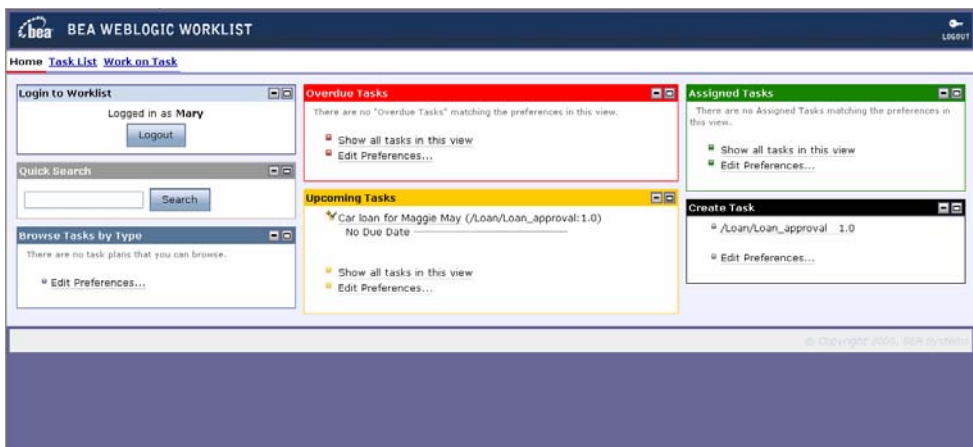 bea BEA WEBLOGIC WORKLIST
LOGOUT
Home Task List Work on Task
Login to Worklist
Logged in as Mary
Logout
Quick Search
Search
Browse Tasks by Type
There are no task plans that you can browse.
Edit Preferences...
Overdue Tasks
There are no "Overdue Tasks" matching the preferences in this view.
Show all tasks in this view
Edit Preferences...
Upcoming Tasks
Car loan for Maggie May (/Loan/Loan_approval:1.0)
No Due Date
Show all tasks in this view
Edit Preferences...
Assigned Tasks
There are no Assigned Tasks matching the preferences in
this view.
Show all tasks in this view
Edit Preferences...
Create Task
/Loan/Loan_approval 1.0
Edit Preferences...
© Copyright 2005, BEA Systems